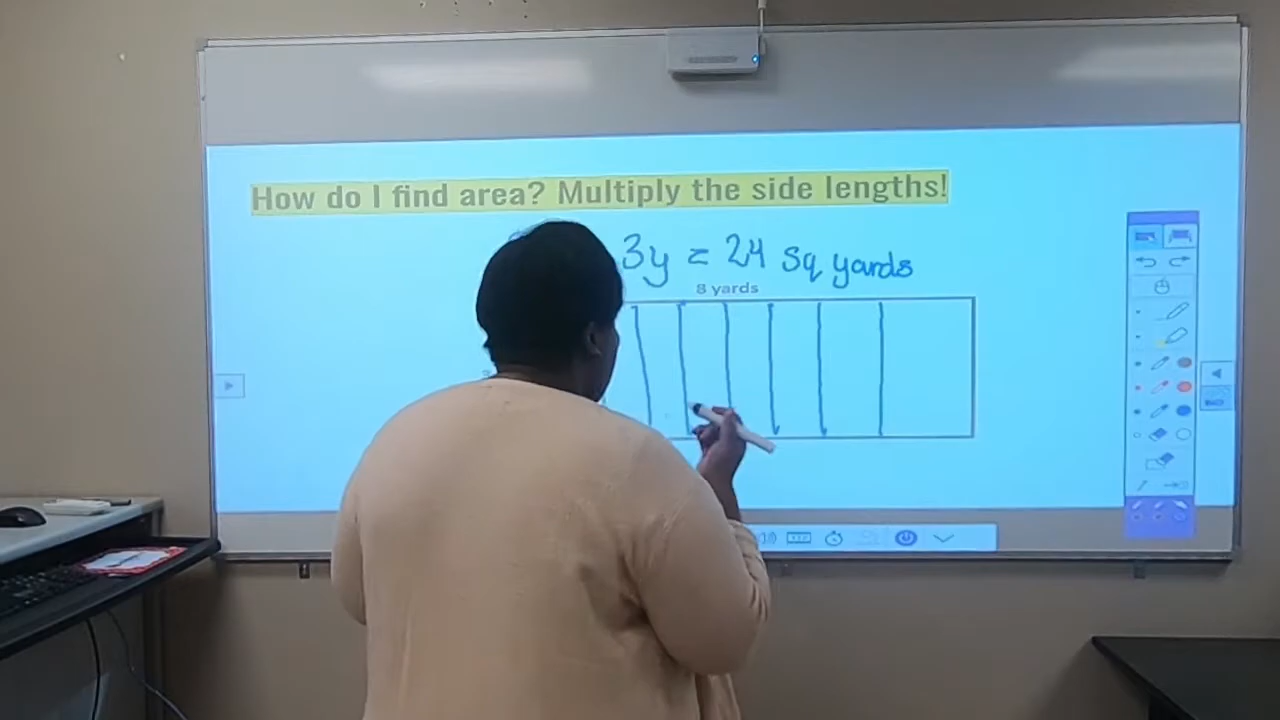 How do I find area? Multiply the side lengths!
3y = 24 sq yards
8 yards